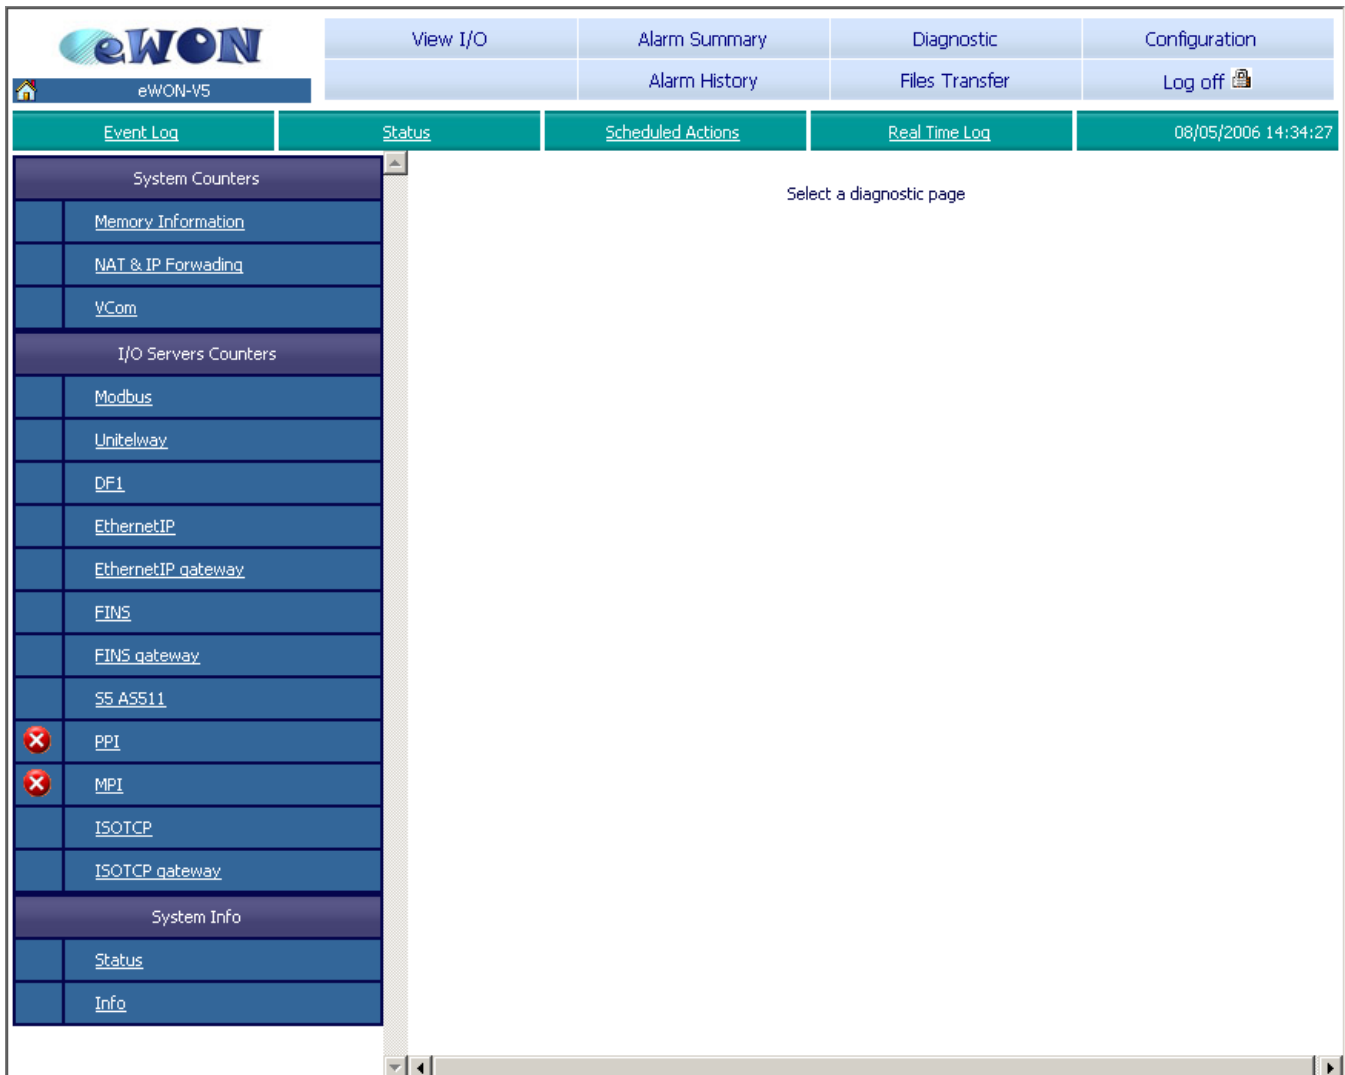 eWON
View I/O
Alarm Summary
Diagnostic
Configuration
eWON-V5
Alarm History
Files Transfer
Log off
Event Log
Status
Scheduled Actions
Real Time Log
08/05/2006 14:34:27
System Counters
Select a diagnostic page
Memory Information
NAT & IP Forwading
VCom
I/O Servers Counters
Modbus
Unitelway
DF1
EthernetIP
EthernetIP gateway
FINS
FINS gateway
S5 AS511
PPI
MPI
ISOTCP
ISOTCP gateway
System Info
Status
Info